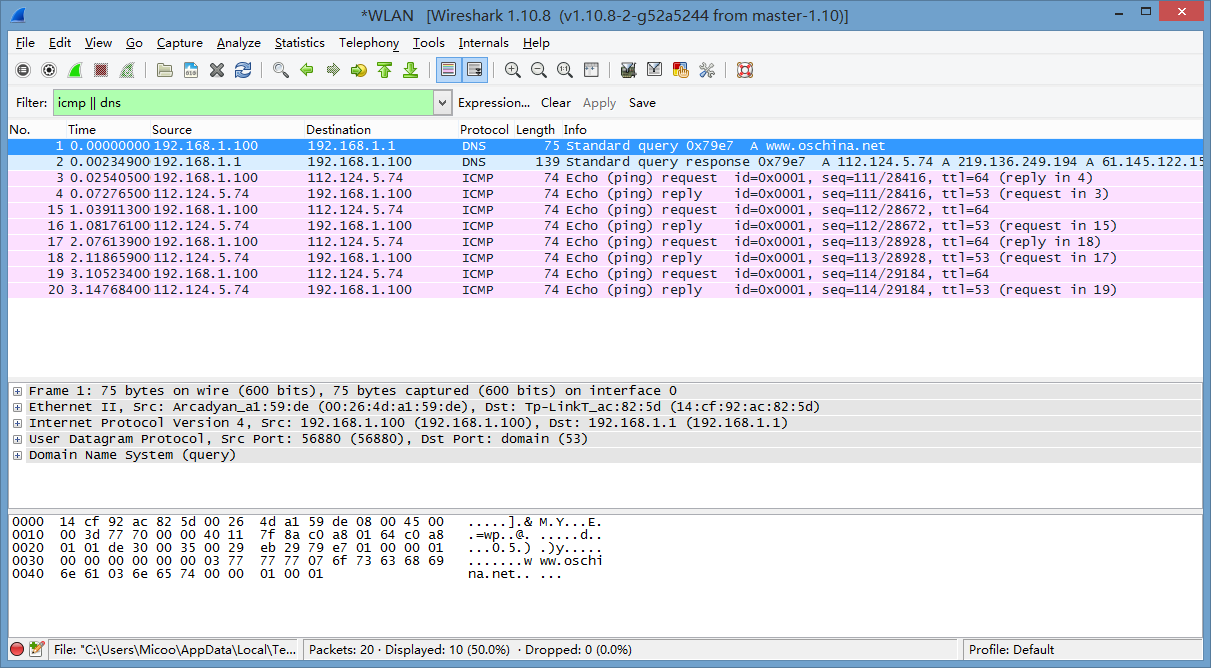 *WLAN [Wireshark 1.10.8 (v1.10.8-2-g52a5244 from master-1.10)]
File Edit View Go Capture Analyze Statistics Telephony Tools Internals Help
Filter: icmp || dns Expression... Clear Apply Save
No. Time Source Destination Protocol Length Info
1 0.00000000 192.168.1.100 192.168.1.1 DNS 75 Standard query 0x79e7 A www.oschina.net
2 0.00234900 192.168.1.1 192.168.1.100 DNS 139 Standard query response 0x79e7 A 112.124.5.74 A 219.136.249.194 A 61.145.122.15
3 0.02540500 192.168.1.100 112.124.5.74 ICMP 74 Echo (ping) request id=0x0001, seq=111/28416, ttl=64 (reply in 4)
4 0.07276500 112.124.5.74 192.168.1.100 ICMP 74 Echo (ping) reply id=0x0001, seq=111/28416, ttl=53 (request in 3)
15 1.03911300 192.168.1.100 112.124.5.74 ICMP 74 Echo (ping) request id=0x0001, seq=112/28672, ttl=64
16 1.08176100 112.124.5.74 192.168.1.100 ICMP 74 Echo (ping) reply id=0x0001, seq=112/28672, ttl=53 (request in 15)
17 2.07613900 192.168.1.100 112.124.5.74 ICMP 74 Echo (ping) request id=0x0001, seq=113/28928, ttl=64 (reply in 18)
18 2.11865900 112.124.5.74 192.168.1.100 ICMP 74 Echo (ping) reply id=0x0001, seq=113/28928, ttl=53 (request in 17)
19 3.10523400 192.168.1.100 112.124.5.74 ICMP 74 Echo (ping) request id=0x0001, seq=114/29184, ttl=64
20 3.14768400 112.124.5.74 192.168.1.100 ICMP 74 Echo (ping) reply id=0x0001, seq=114/29184, ttl=53 (request in 19)
Frame 1: 75 bytes on wire (600 bits), 75 bytes captured (600 bits) on interface 0
Ethernet II, Src: Arcadyan_a1:59:de (00:26:4d:a1:59:de), Dst: Tp-LinkT_ac:82:5d (14:cf:92:ac:82:5d)
Internet Protocol Version 4, Src: 192.168.1.100 (192.168.1.100), Dst: 192.168.1.1 (192.168.1.1)
User Datagram Protocol, Src Port: 56880 (56880), Dst Port: domain (53)
Domain Name System (query)
0000 14 cf 92 ac 82 5d 00 26 4d a1 59 de 08 00 45 00 .....].& M.Y...E.
0010 00 3d 77 70 00 00 40 11 7f 8a c0 a8 01 64 c0 a8 .=wp..@. .....d..
0020 01 01 de 30 00 35 00 29 eb 29 79 e7 01 00 00 01 ...0.5.) .)y.....
0030 00 00 00 00 00 00 03 77 77 77 07 6f 73 63 68 69 .......w ww.oschi
0040 6e 61 03 6e 65 74 00 00 01 00 01 na.net.. ...
File: "C:\Users\Micoo\AppData\Local\Te... Packets: 20 · Displayed: 10 (50.0%) · Dropped: 0 (0.0%) Profile: Default